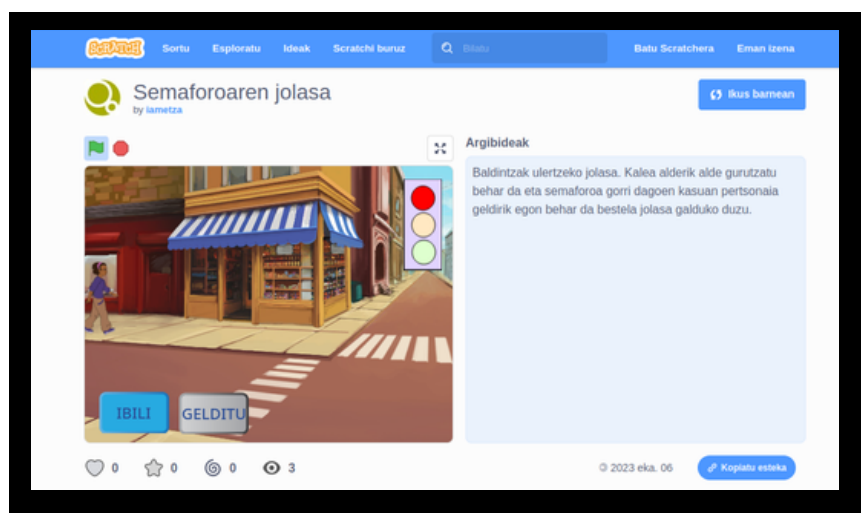 SCRATCH Sortu Esploratu Ideak Scratchi buruz Bilatu Batu Scratchera Eman izena
Semaforoaren jolasa
by iametza
Ikus barnean
Argibideak
Baldintzak ulertzeko jolasa. Kalea alderik alde gurutzatu
behar da eta semaforoa gorri dagoen kasuan pertsonaia
geldirik egon behar da bestela jolasa galduko duzu.
IBILI GELDITU
0 0 0 3
© 2023 eka. 06 Kopiatu esteka